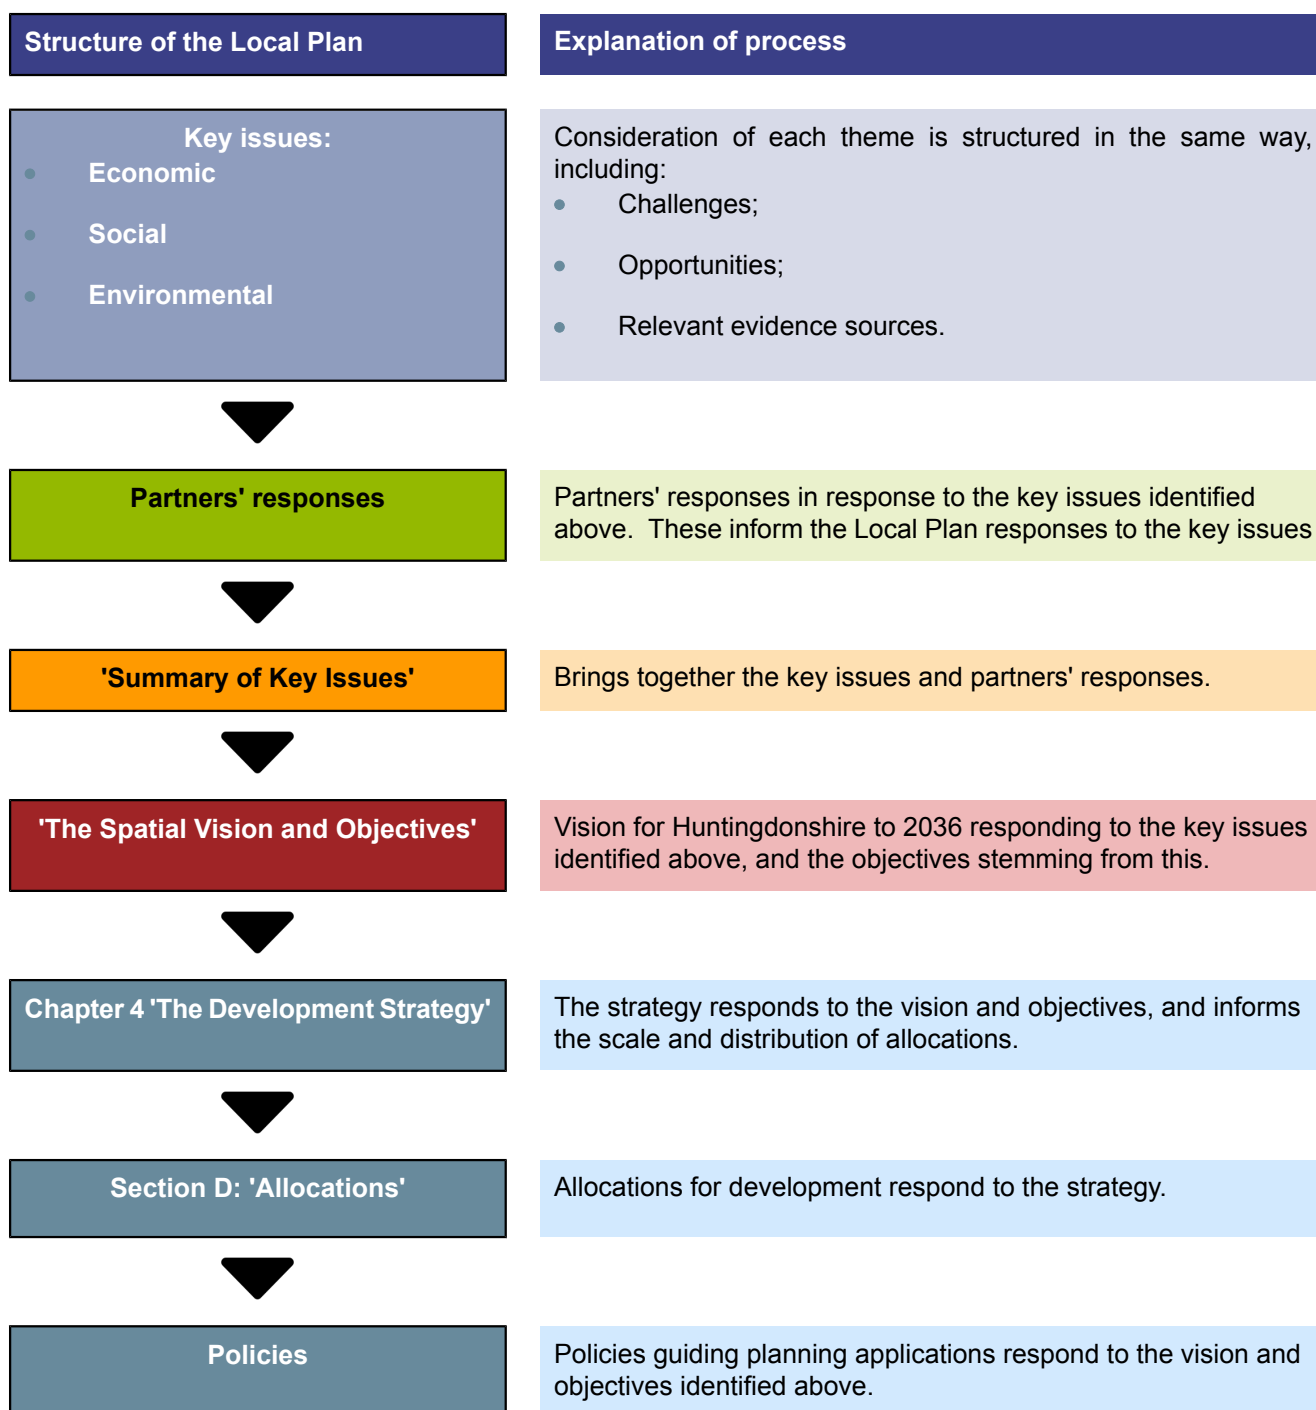 Structure of the Local Plan
Explanation of process
Key issues:
Economic
Social
Environmental
Consideration of each theme is structured in the same way,
including:
Challenges;
Opportunities;
Relevant evidence sources.
Partners' responses
Partners' responses in response to the key issues identified
above. These inform the Local Plan responses to the key issues
'Summary of Key Issues'
Brings together the key issues and partners' responses.
'The Spatial Vision and Objectives'
Vision for Huntingdonshire to 2036 responding to the key issues
identified above, and the objectives stemming from this.
Chapter 4 'The Development Strategy'
The strategy responds to the vision and objectives, and informs
the scale and distribution of allocations.
Section D: 'Allocations'
Allocations for development respond to the strategy.
Policies
Policies guiding planning applications respond to the vision and
objectives identified above.